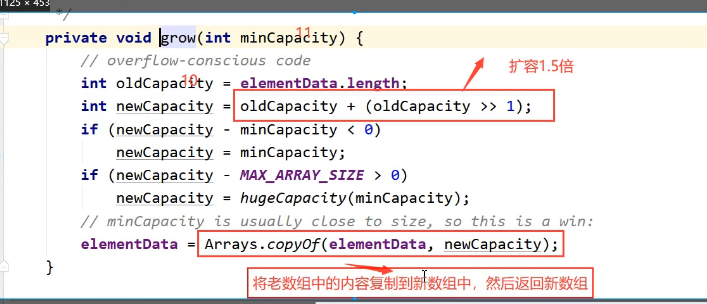 1125 × 453
*/
11
private void grow(int minCapacity) {
// overflow-conscious code
扩容1.5倍
10
int oldCapacity = elementData.length;
int newCapacity = oldCapacity + (oldCapacity >> 1);
if (newCapacity - minCapacity < 0)
newCapacity = minCapacity;
if (newCapacity - MAX_ARRAY_SIZE > 0)
newCapacity = hugeCapacity(minCapacity);
// minCapacity is usually close to size, so this is a win:
elementData = Arrays.copyOf(elementData, newCapacity);
}
将老数组中的内容复制到新数组中，然后返回新数组